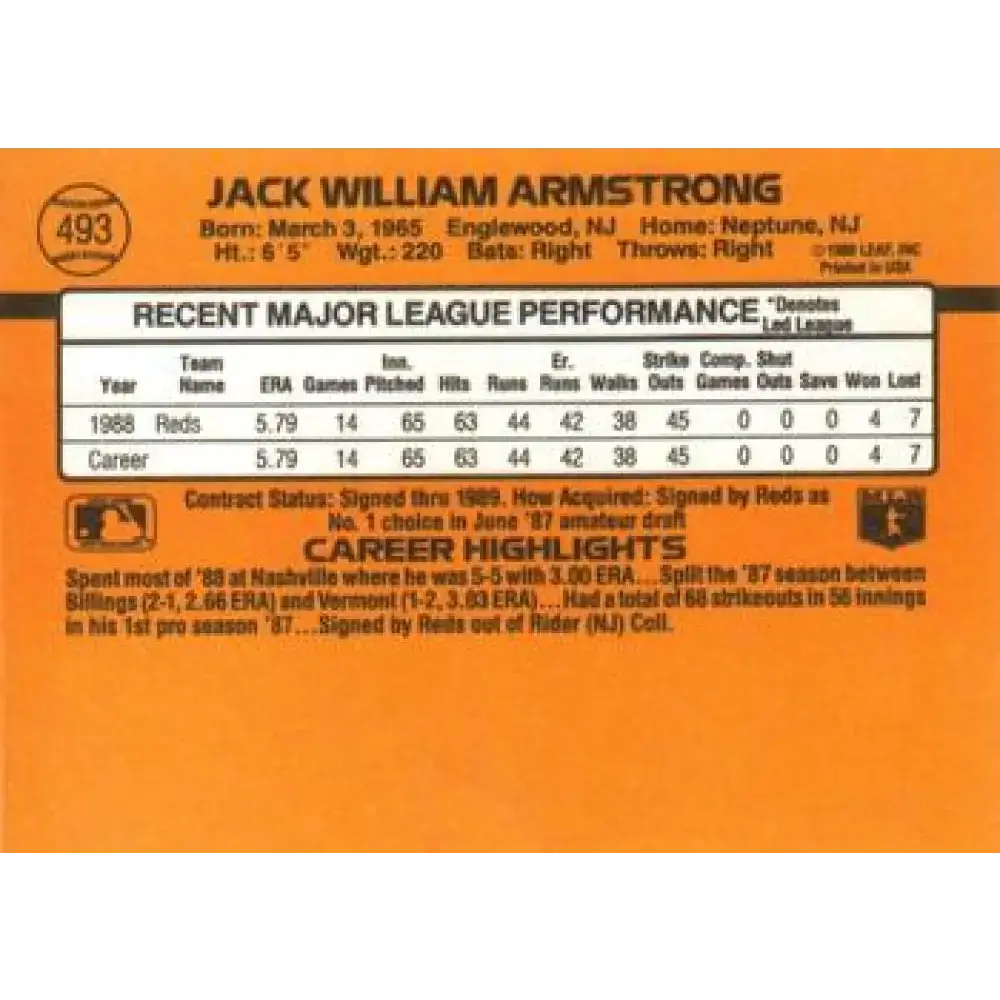 493
JACK WILLIAM ARMSTRONG
Born: March 3, 1965 Englewood, NJ Home: Neptune, NJ
Ht.: 6'5" Wgt.: 220 Bats: Right Throws: Right
© 1988 LEAF, INC.
Printed in USA
RECENT MAJOR LEAGUE PERFORMANCE *Denotes Led League
Year Team Name ERA Games Inn. Pitched Hits Runs Er. Runs Walks Strike Outs Comp. Games Shut Outs Save Won Lost
1988 Reds 5.79 14 65 63 44 42 38 45 0 0 0 4 7
Career 5.79 14 65 63 44 42 38 45 0 0 0 4 7
Contract Status: Signed thru 1989. How Acquired: Signed by Reds as
No. 1 choice in June '87 amateur draft
CAREER HIGHLIGHTS
Spent most of '88 at Nashville where he was 5-5 with 3.00 ERA...Split the '87 season between
Billings (2-1, 2.66 ERA) and Vermont (1-2, 3.03 ERA)...Had a total of 68 strikeouts in 56 innings
in his 1st pro season '87...Signed by Reds out of Rider (NJ) Coll.